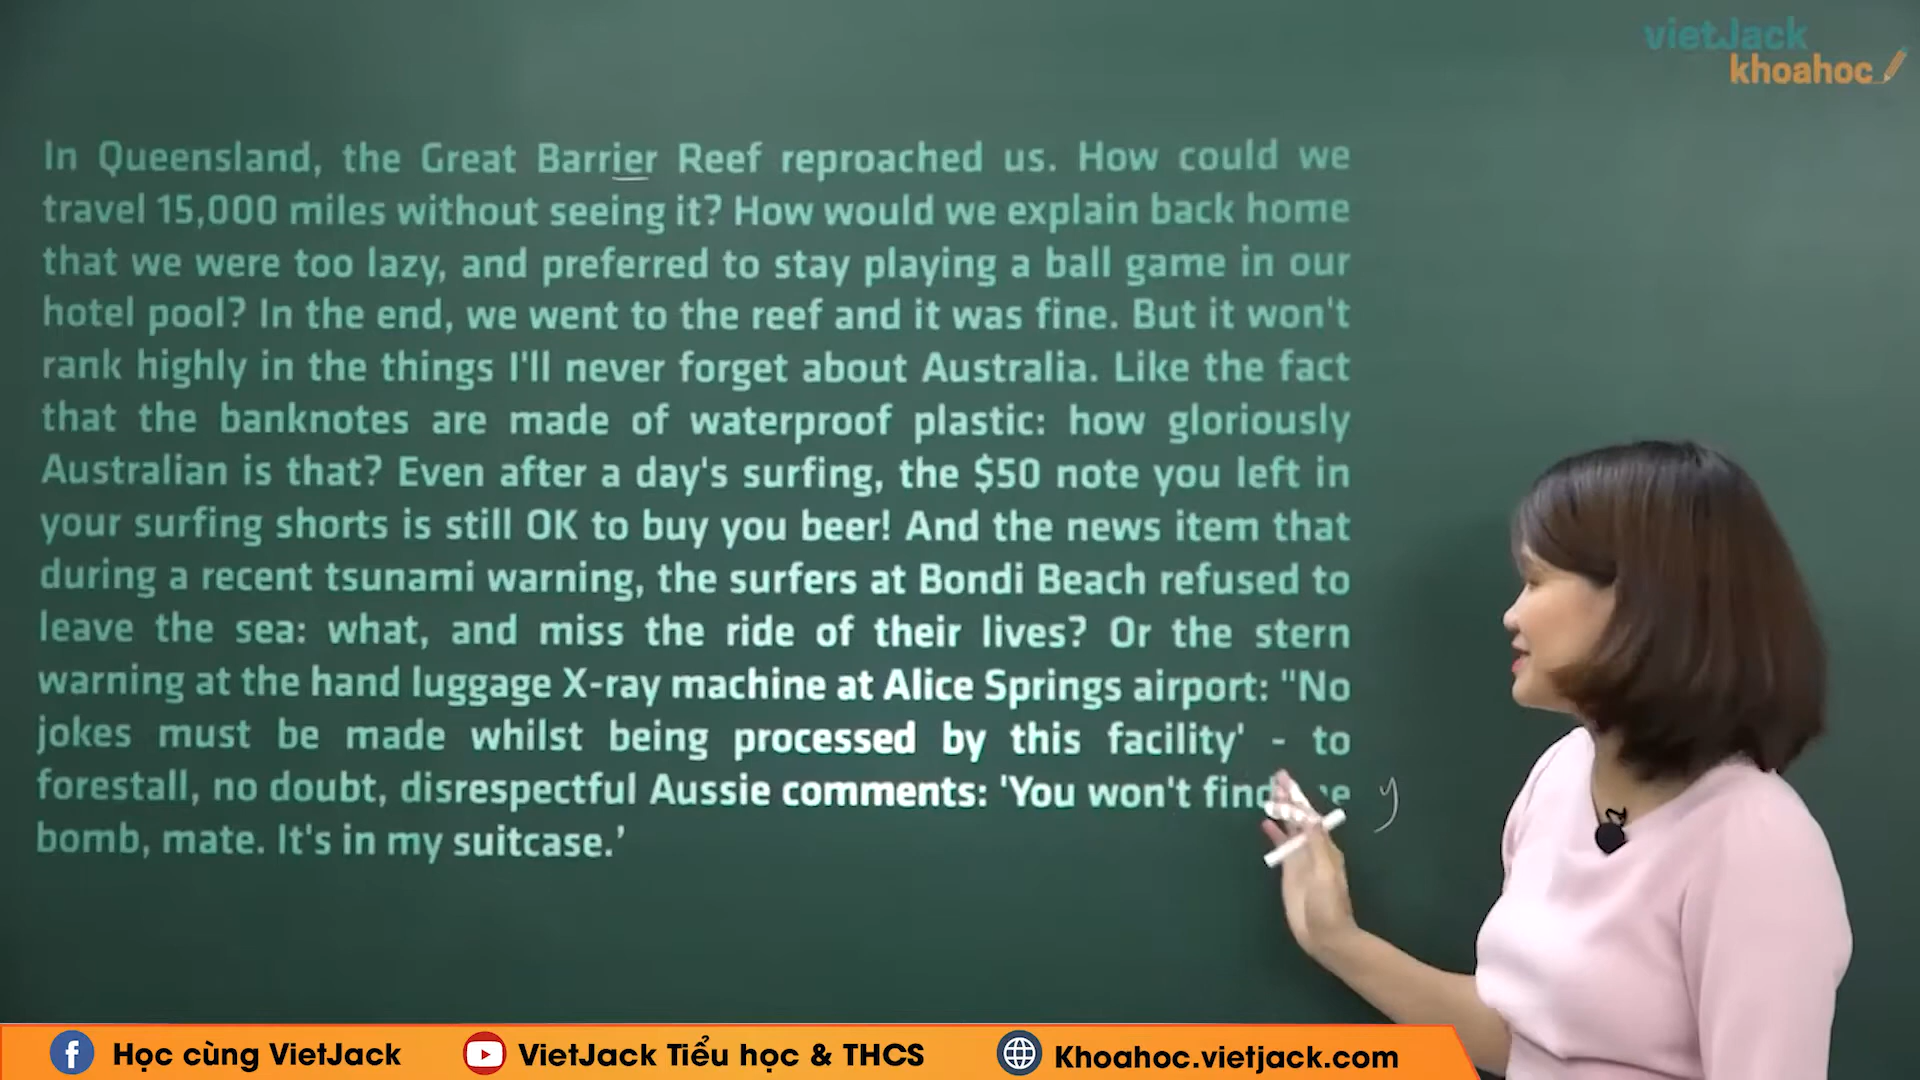 vietJack
khoahoc
In Queensland, the Great Barrier Reef reproached us. How could we
travel 15,000 miles without seeing it? How would we explain back home
that we were too lazy, and preferred to stay playing a ball game in our
hotel pool? In the end, we went to the reef and it was fine. But it won't
rank highly in the things I'll never forget about Australia. Like the fact
that the banknotes are made of waterproof plastic: how gloriously
Australian is that? Even after a day's surfing, the $50 note you left in
your surfing shorts is still OK to buy you beer! And the news item that
during a recent tsunami warning, the surfers at Bondi Beach refused to
leave the sea: what, and miss the ride of their lives? Or the stern
warning at the hand luggage X-ray machine at Alice Springs airport: "No
jokes must be made whilst being processed by this facility' - to
forestall, no doubt, disrespectful Aussie comments: 'You won't find
y
bomb, mate. It's in my suitcase.’
Học cùng VietJack
VietJack Tiểu học & THCS
Khoahoc.vietjack.com